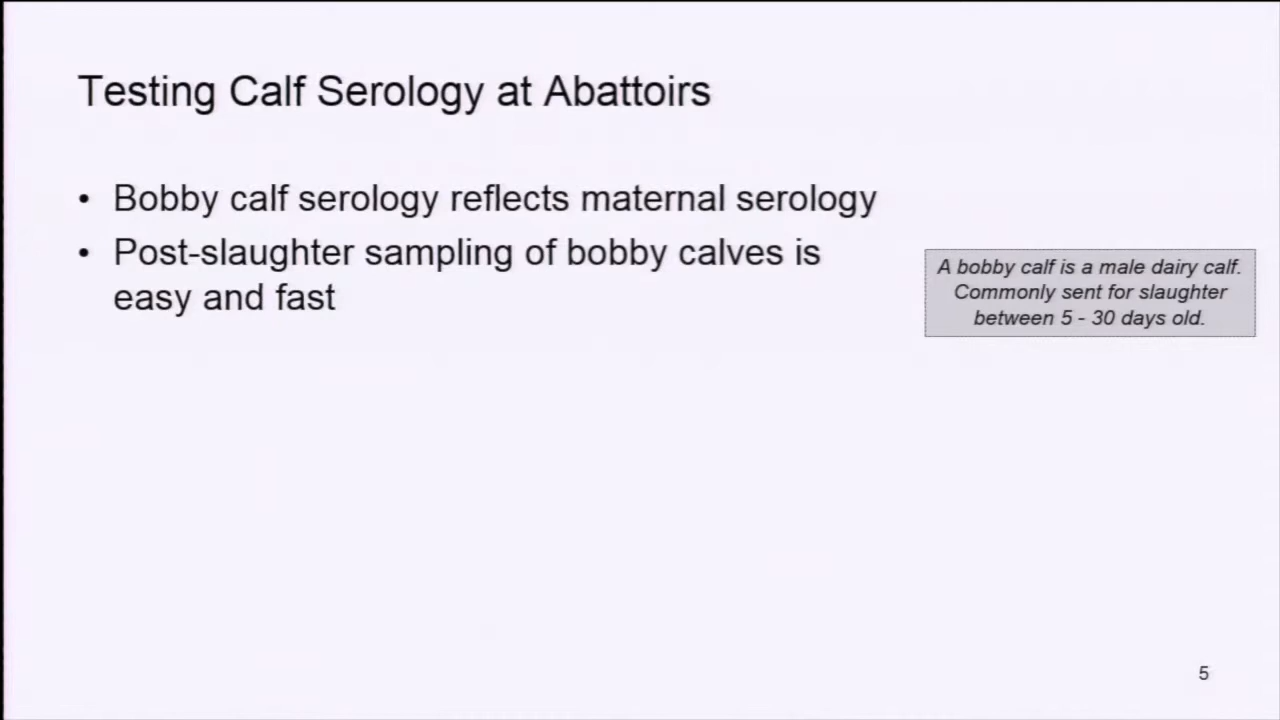 Testing Calf Serology at Abattoirs
• Bobby calf serology reflects maternal serology
• Post-slaughter sampling of bobby calves is
easy and fast
A bobby calf is a male dairy calf.
Commonly sent for slaughter
between 5 - 30 days old.
5